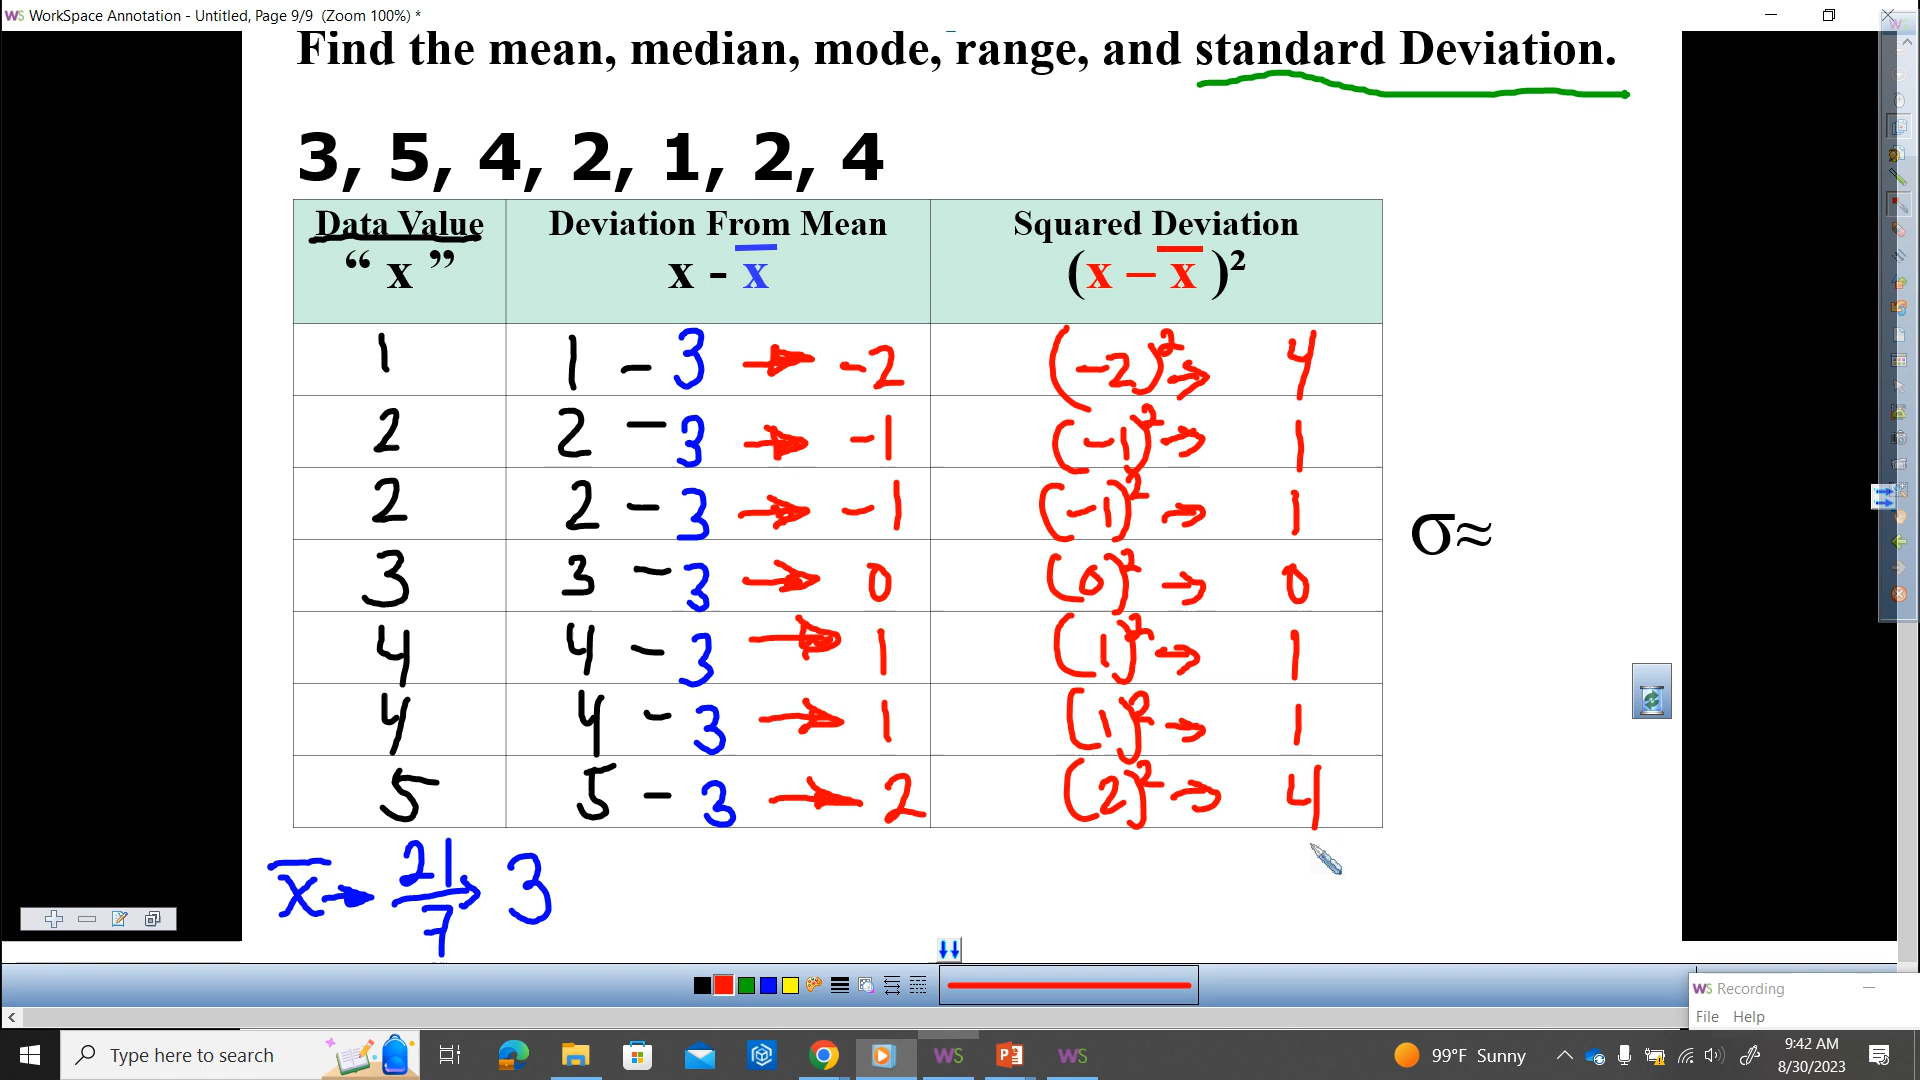 WS WorkSpace Annotation - Untitled, Page 9/9 (Zoom 100%) *
Find the mean, median, mode, range, and standard Deviation.
3, 5, 4, 2, 1, 2, 4
Data Value Deviation From Mean Squared Deviation
“ x ” x - x̅ (x – x̅ )²
1 1 - 3 → -2 (-2)² → 4
2 2 - 3 → -1 (-1)² → 1
2 2 - 3 → -1 (-1)² → 1
σ≈
3 3 - 3 → 0 (0)² → 0
4 4 - 3 → 1 (1)² → 1
4 4 - 3 → 1 (1)² → 1
5 5 - 3 → 2 (2)² → 4
x̅ → 21/7 → 3
WS Recording
File Help
Type here to search
WS
WS
99°F Sunny
9:42 AM
8/30/2023